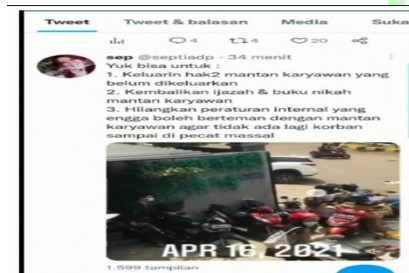 Tweet Tweet & balasan Media Suka
4 4 20
sep @septiadp · 34 menit
Yuk bisa untuk :
1. Keluarin hak2 mantan karyawan yang
belum dikeluarkan
2. Kembalikan ijazah & buku nikah
mantan karyawan
3. Hilangkan peraturan internal yang
engga boleh berteman dengan mantan
karyawan agar tidak ada lagi korban
sampai di pecat massal
APR 16, 2021
1.599 tampilan